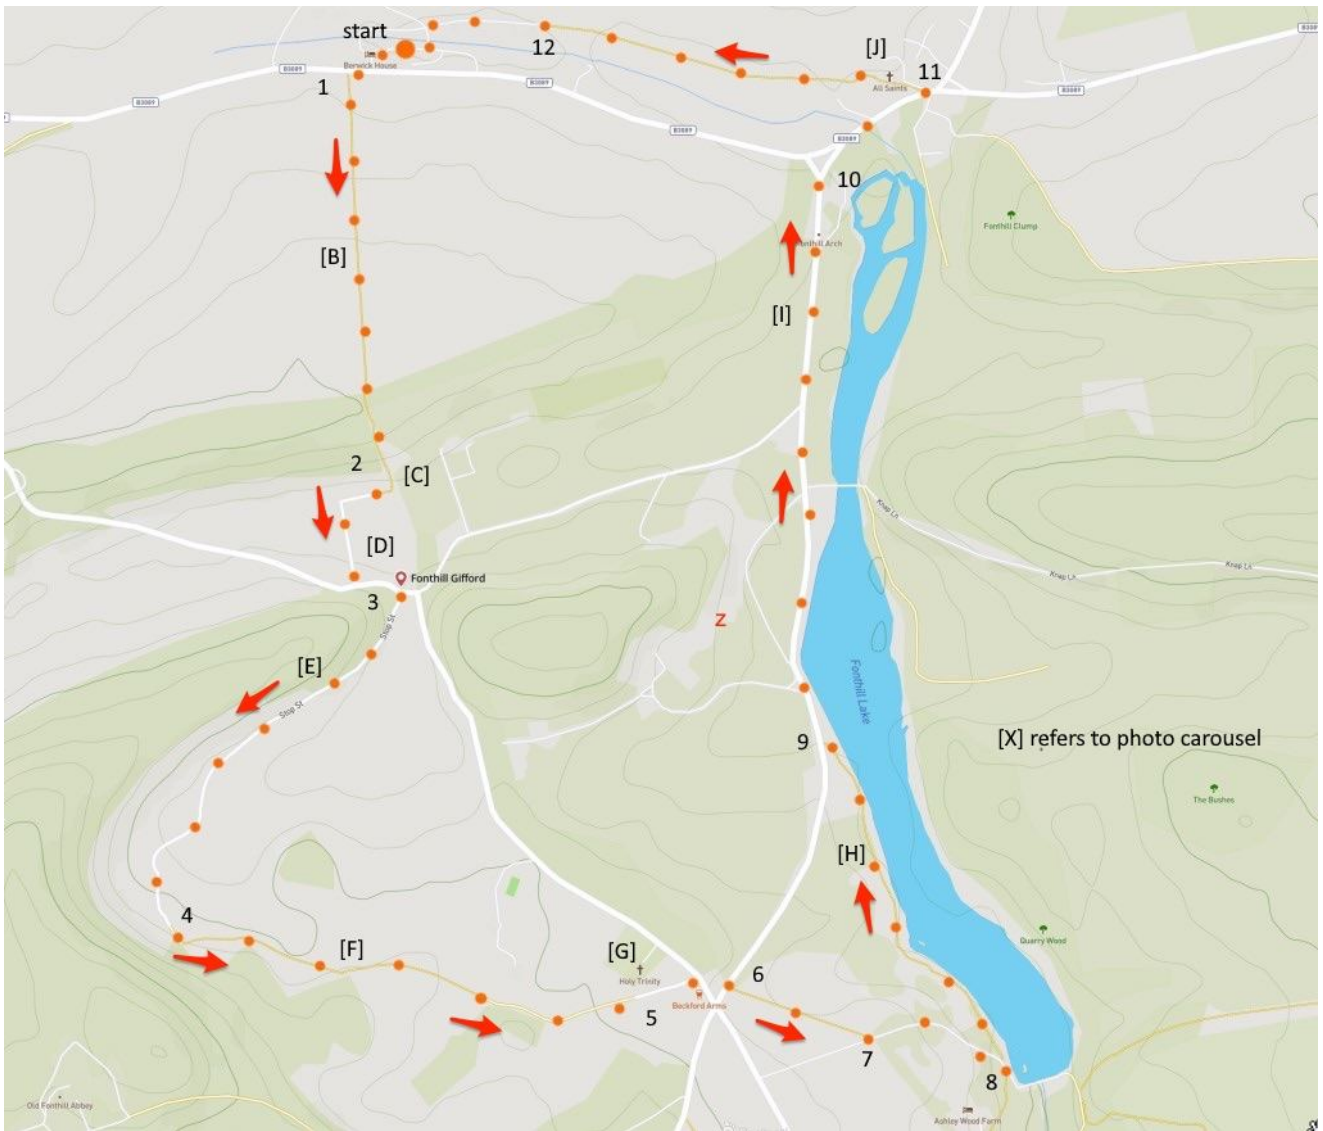 start
12
[J]
Berwick House
1
11
All Saints
B3089
B3089
B3089
B3089
B3089
B3089
10
Fonthill Clump
Fonthill Arch
[B]
[I]
2
[C]
Knap Ln
[D]
Fonthill Gifford
Knap Ln
Knap Ln
3
Stop St
z
[E]
Stop St
Fonthill Lake
9
[X] refers to photo carousel
The Bushes
[H]
4
[F]
[G]
Holy Trinity
Quarry Wood
6
Beckford Arms
5
7
8
Old Fonthill Abbey
Ashley Wood Farm